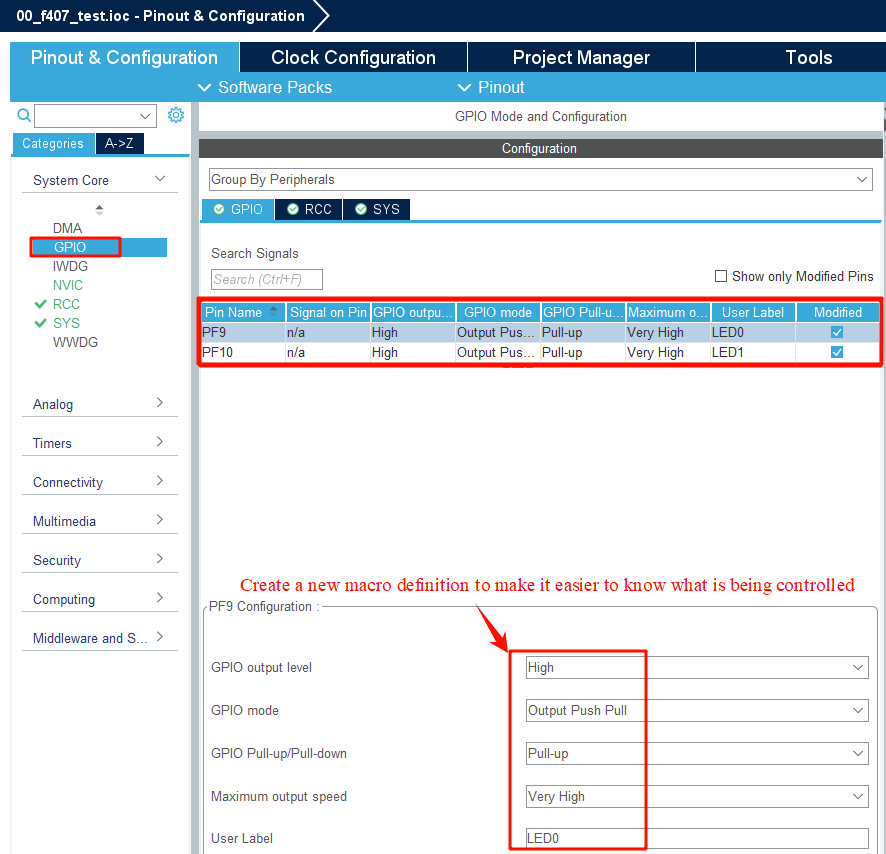 00_f407_test.ioc - Pinout & Configuration
Pinout & Configuration
Clock Configuration
Project Manager
Tools
Software Packs
Pinout
GPIO Mode and Configuration
Categories
A->Z
Configuration
System Core
DMA
GPIO
IWDG
NVIC
RCC
SYS
WWDG
Analog
Timers
Connectivity
Multimedia
Security
Computing
Middleware and S...
Group By Peripherals
GPIO
RCC
SYS
Search Signals
Search (Ctrl+F)
Show only Modified Pins
Pin Name Signal on Pin GPIO outpu... GPIO mode GPIO Pull-u... Maximum o... User Label Modified
PF9 n/a High Output Pus... Pull-up Very High LED0
PF10 n/a High Output Pus... Pull-up Very High LED1
Create a new macro definition to make it easier to know what is being controlled
PF9 Configuration :
GPIO output level High
GPIO mode Output Push Pull
GPIO Pull-up/Pull-down Pull-up
Maximum output speed Very High
User Label LED0